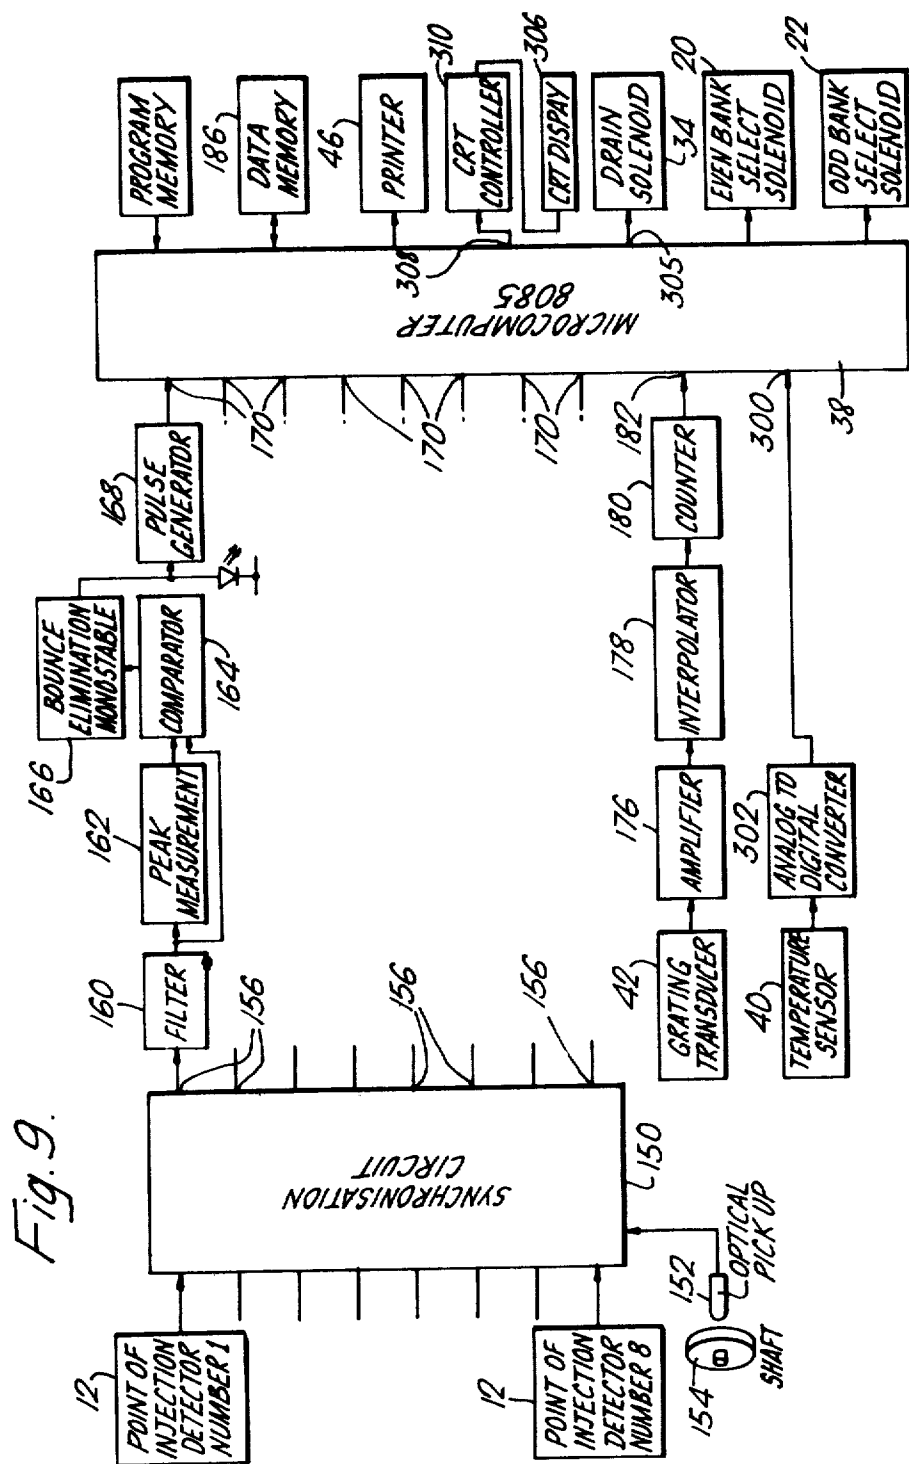 Fig. 9.
12
POINT OF
INJECTION
DETECTOR
NUMBER 1
12
POINT OF
INJECTION
DETECTOR
NUMBER 8
154
SHAFT
152
OPTICAL
PICK UP
SYNCHRONISATION
CIRCUIT
150
156
156
156
160
FILTER
162
PEAK
MEASUREMENT
COMPARATOR
164
166
BOUNCE
ELIMINATION
MONOSTABLE
168
PULSE
GENERATOR
170
170
170
170
42
GRATING
TRANSDUCER
176
AMPLIFIER
178
INTERPOLATOR
180
COUNTER
182
40
TEMPERATURE
SENSOR
302
ANALOG TO
DIGITAL
CONVERTER
300
MICROCOMPUTER
8085
38
PROGRAM
MEMORY
186
DATA
MEMORY
46
PRINTER
310
CRT
CONTROLLER
308
306
CRT DISPAY
DRAIN
SOLENOID
34
305
20
EVEN BANK
SELECT
SOLENOID
22
ODD BANK
SELECT
SOLENOID